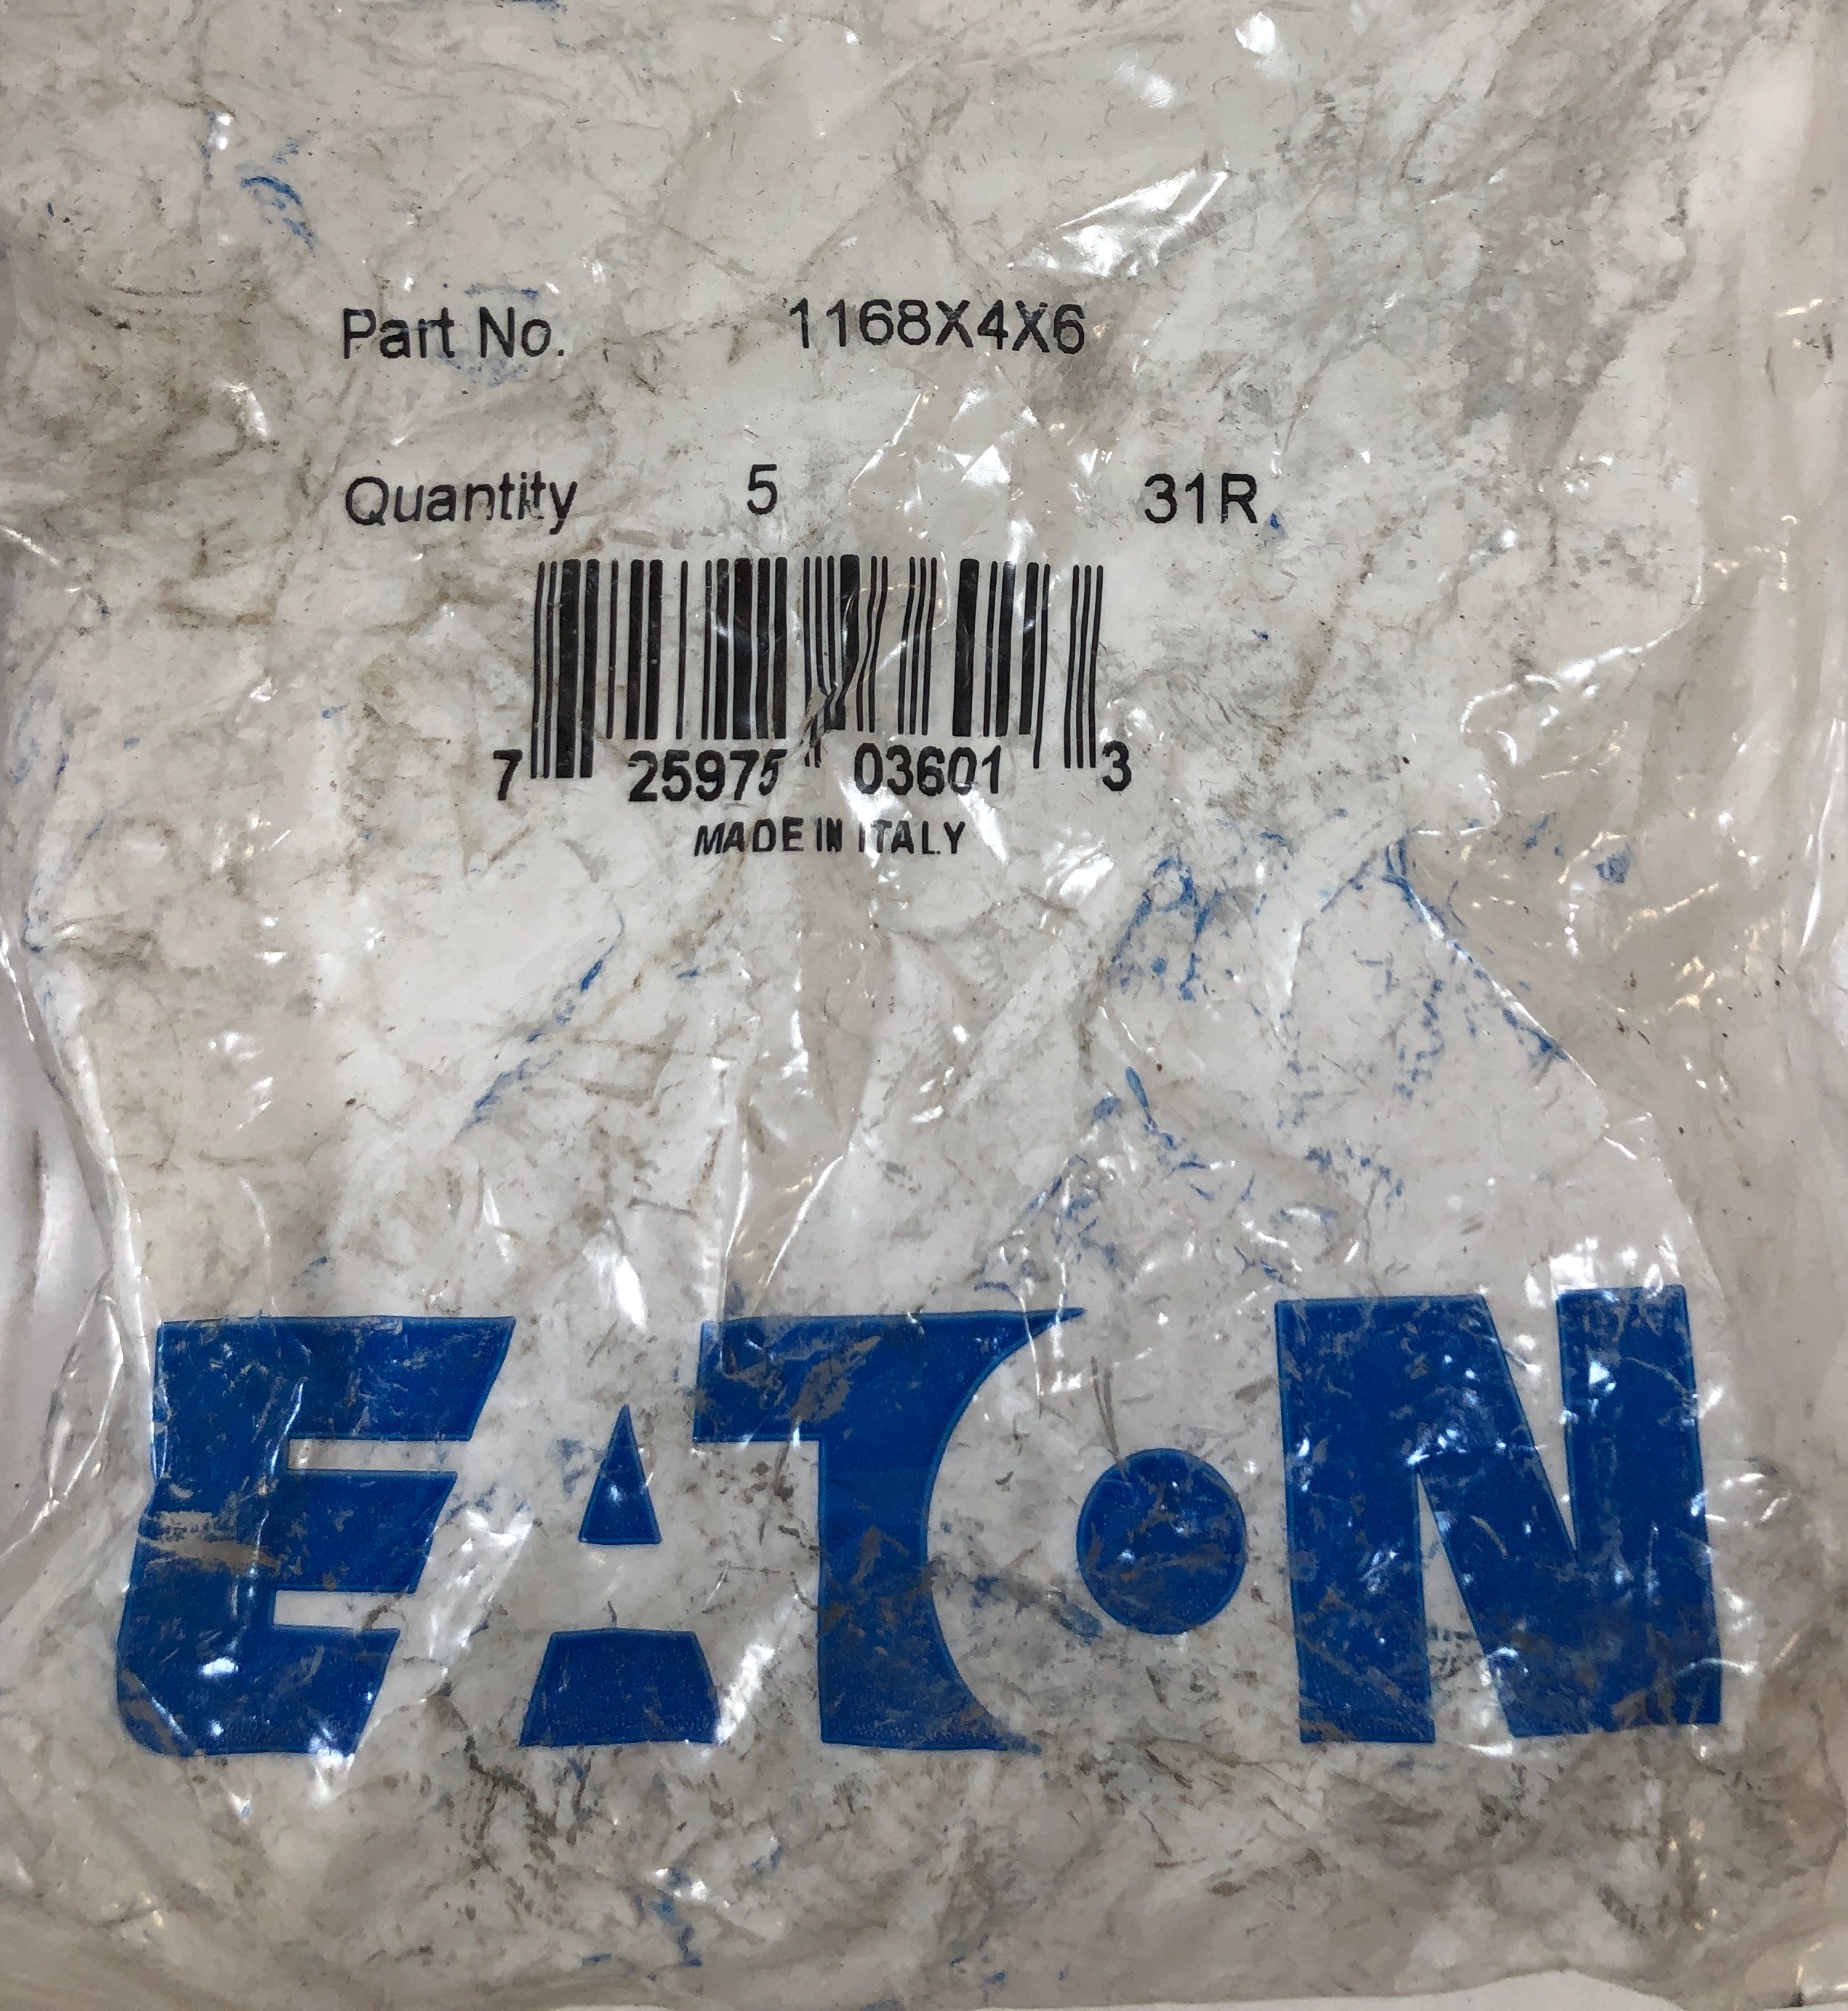 Part No. 1168X4X6
Quantity 5 31R
7 25975 03601 3
MADE IN ITALY
EATON